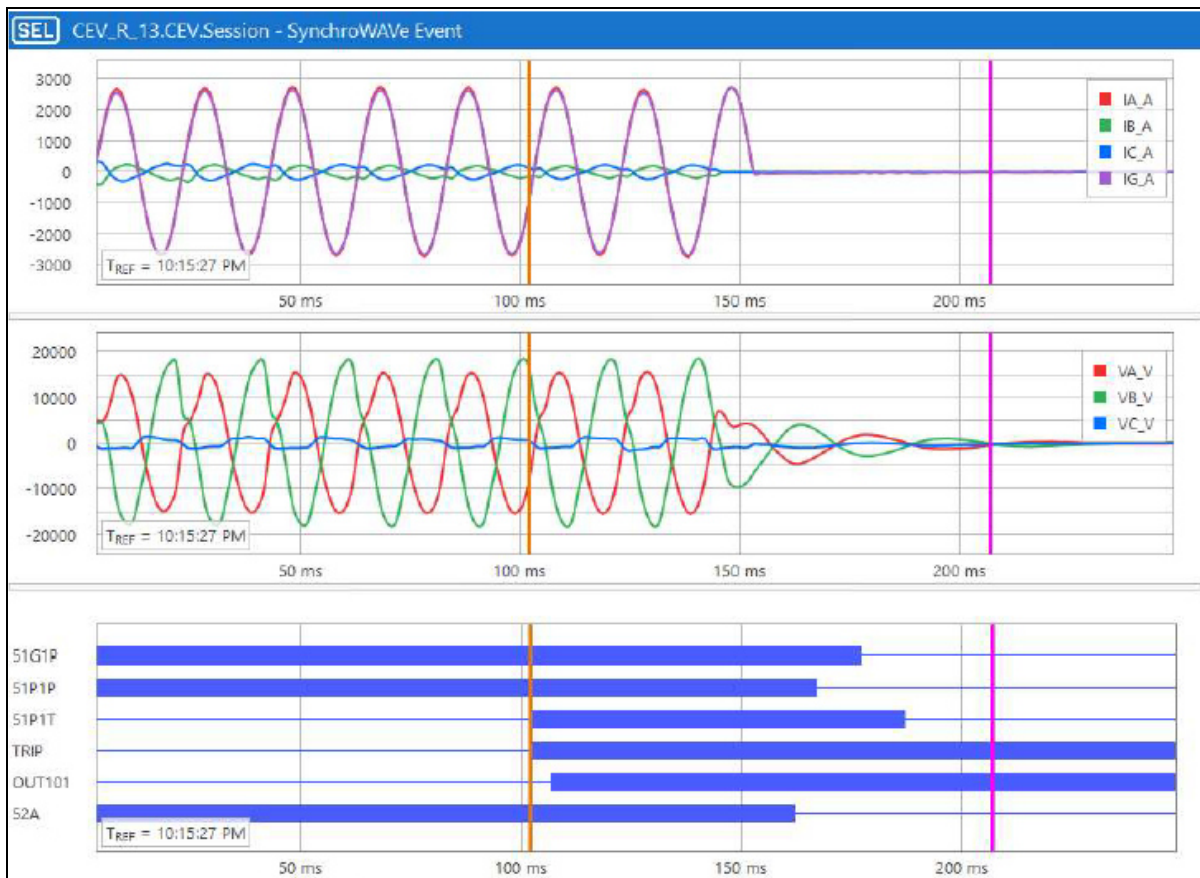 SEL CEV_R_13.CEV.Session - SynchroWAVe Event
3000
2000
1000
0
-1000
-2000
-3000
IA_A
IB_A
IC_A
IG_A
TREF = 10:15:27 PM
50 ms 100 ms 150 ms 200 ms
20000
10000
0
-10000
-20000
VA_V
VB_V
VC_V
TREF = 10:15:27 PM
50 ms 100 ms 150 ms 200 ms
51G1P
51P1P
51P1T
TRIP
OUT101
52A
TREF = 10:15:27 PM
50 ms 100 ms 150 ms 200 ms